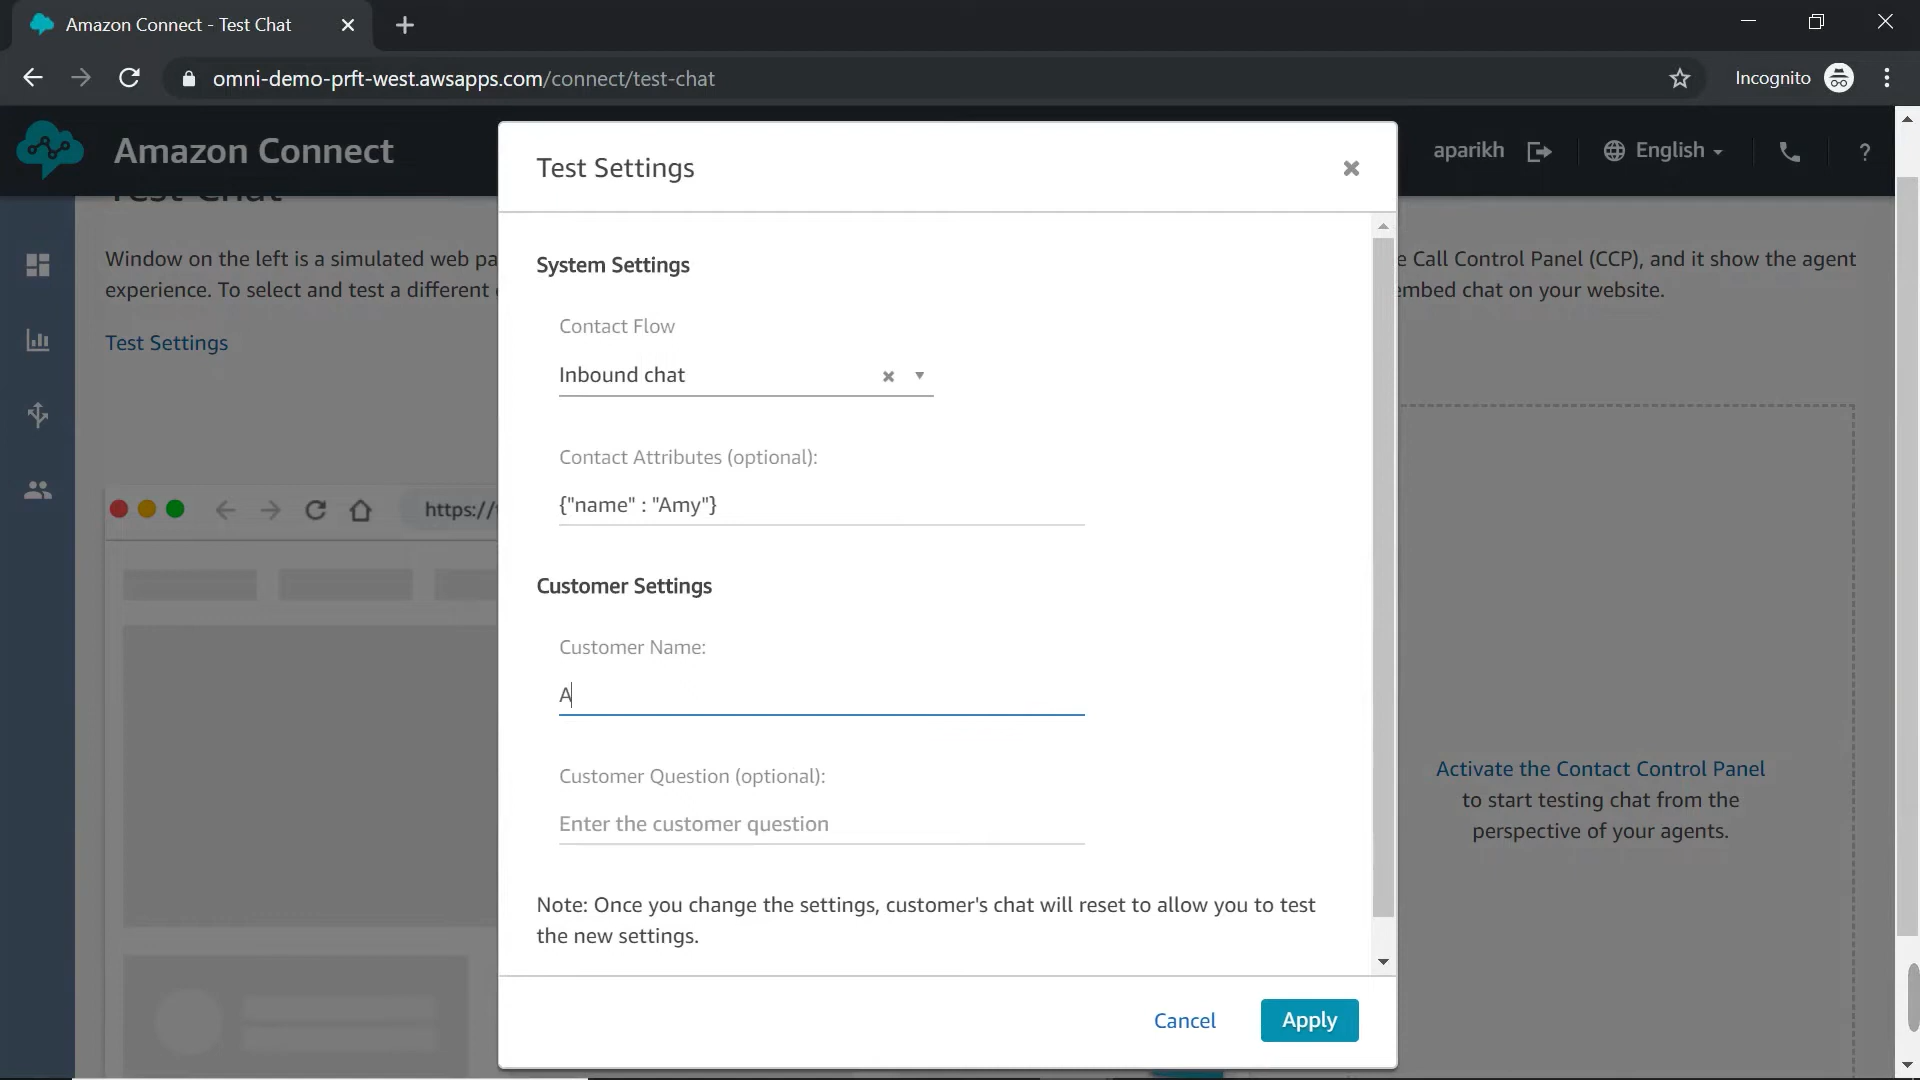 Amazon Connect - Test Chat
omni-demo-prft-west.awsapps.com/connect/test-chat
Incognito
Amazon Connect
aparikh
English
?
Test Chat
Window on the left is a simulated web pa
e Call Control Panel (CCP), and it show the agent
experience. To select and test a different
embed chat on your website.
Test Settings
https://
Test Settings
System Settings
Contact Flow
Inbound chat
Contact Attributes (optional):
{"name" : "Amy"}
Customer Settings
Customer Name:
A
Customer Question (optional):
Enter the customer question
Note: Once you change the settings, customer's chat will reset to allow you to test
the new settings.
Cancel
Apply
Activate the Contact Control Panel
to start testing chat from the
perspective of your agents.